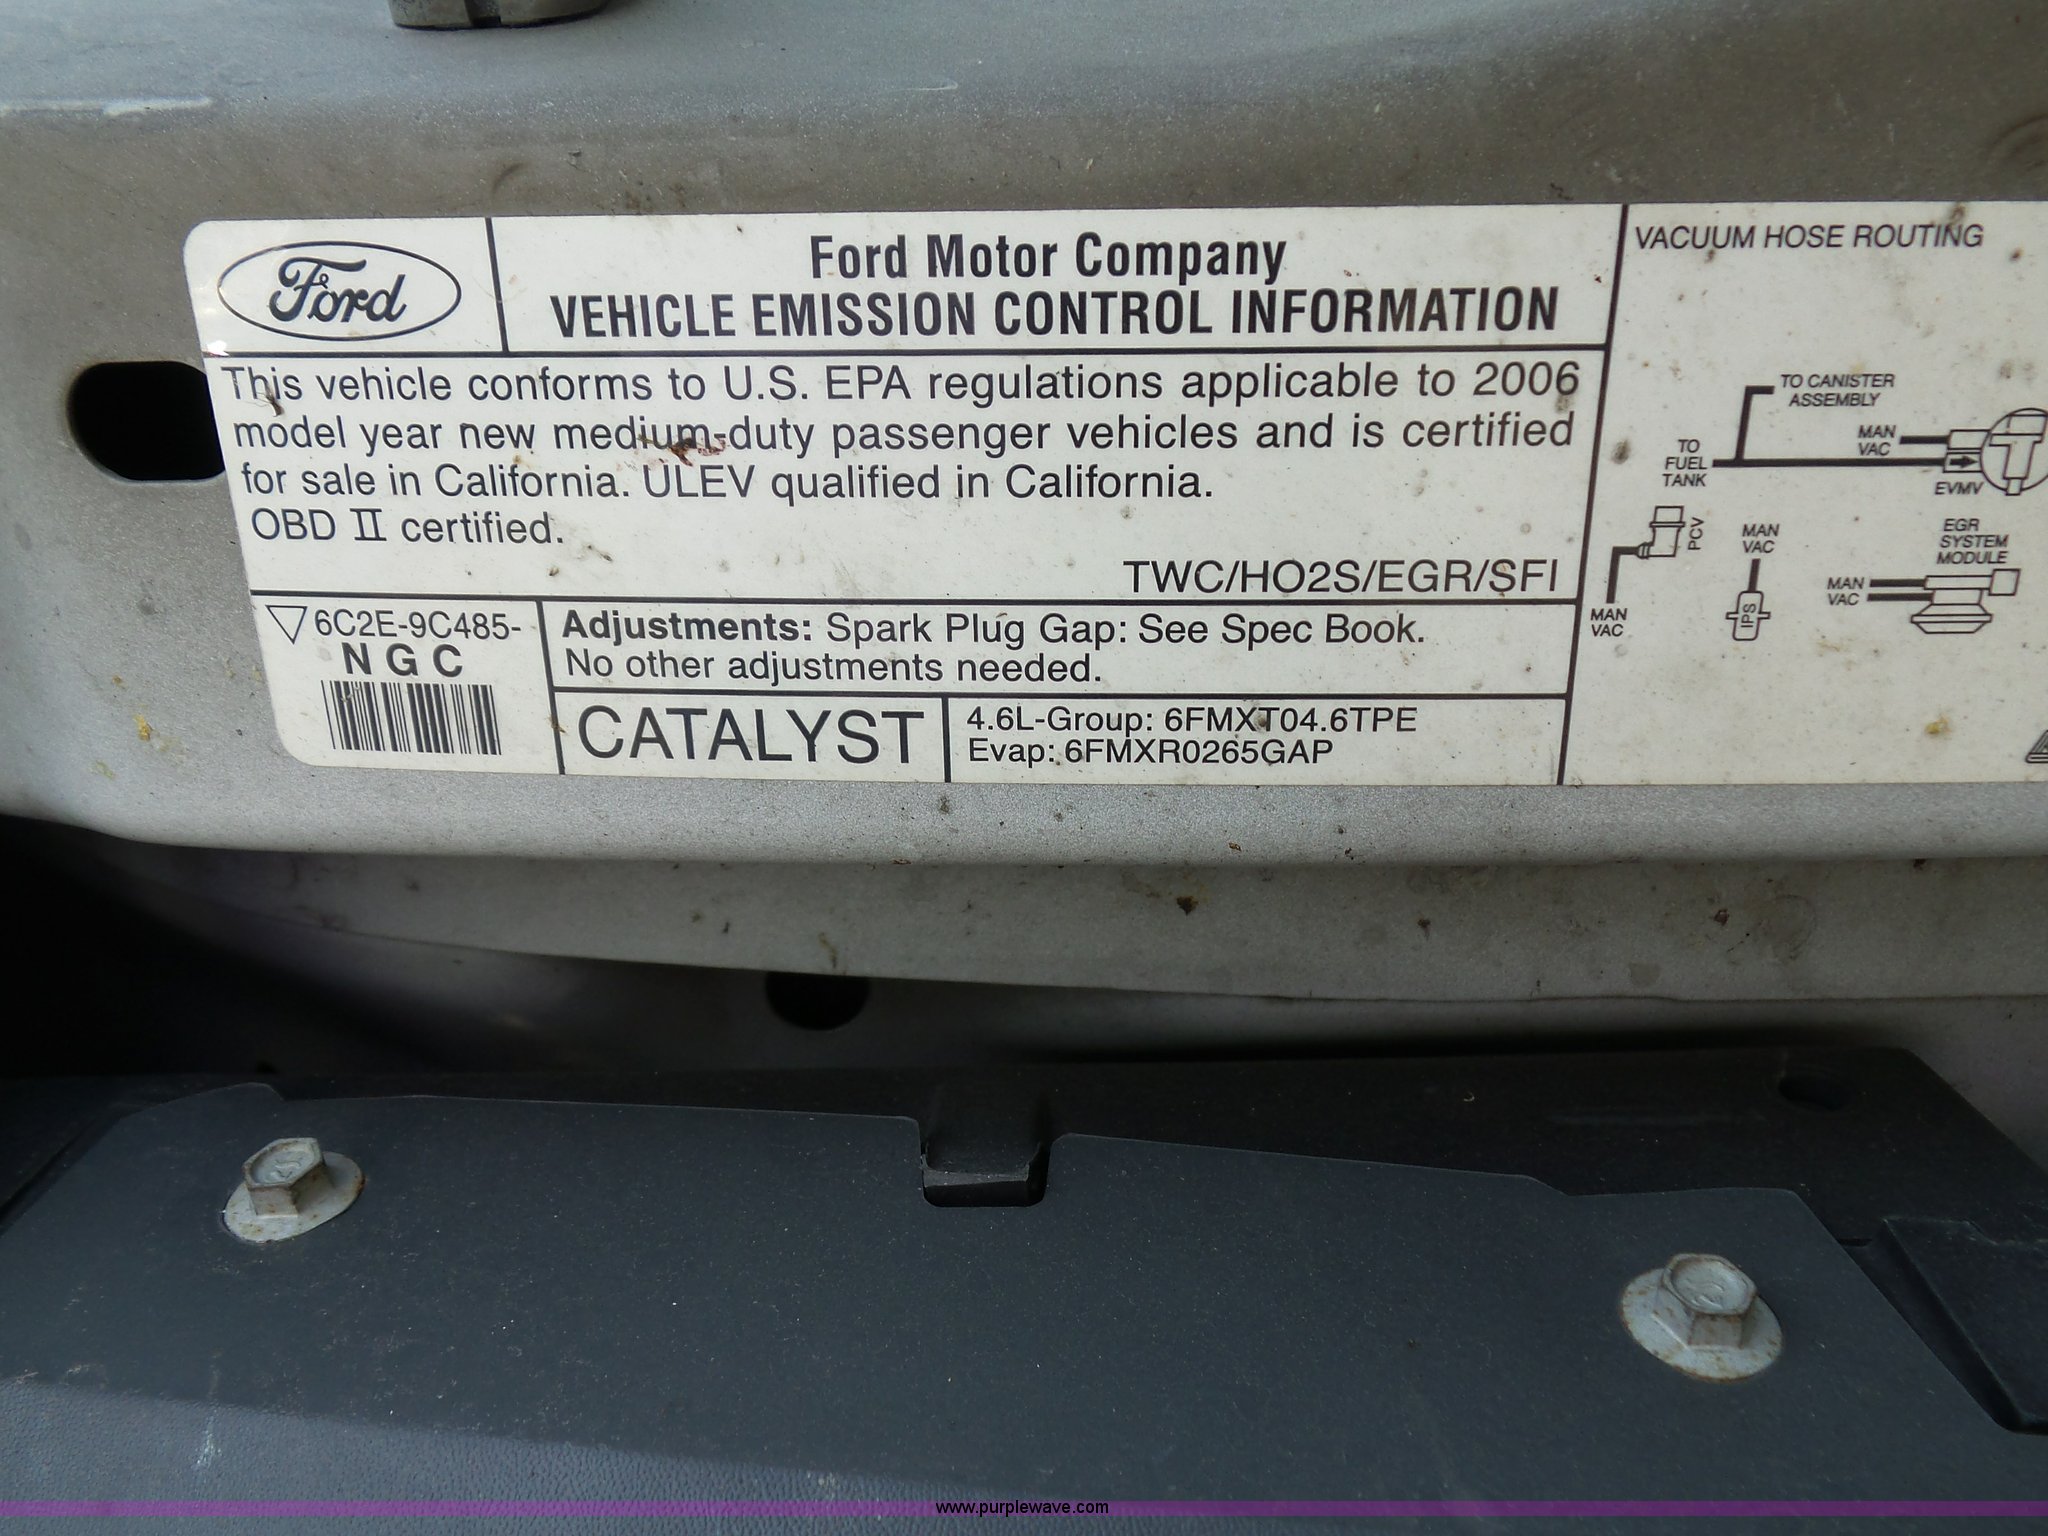 Ford
Ford Motor Company
VEHICLE EMISSION CONTROL INFORMATION
This vehicle conforms to U.S. EPA regulations applicable to 2006
model year new medium-duty passenger vehicles and is certified
for sale in California. ULEV qualified in California.
OBD II certified.
TWC/HO2S/EGR/SFI
6C2E-9C485-
N G C
Adjustments: Spark Plug Gap: See Spec Book.
No other adjustments needed.
CATALYST
4.6L-Group: 6FMXT04.6TPE
Evap: 6FMXR0265GAP
VACUUM HOSE ROUTING
TO CANISTER
ASSEMBLY
MAN
VAC
TO
FUEL
TANK
EVMV
PCV
MAN
VAC
MAN
VAC
IPS
EGR
SYSTEM
MODULE
MAN
VAC
www.purplewave.com